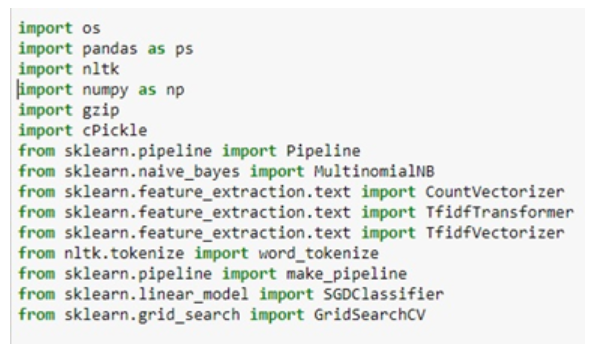 import os
import pandas as ps
import nltk
import numpy as np
import gzip
import cPickle
from sklearn.pipeline import Pipeline
from sklearn.naive_bayes import MultinomialNB
from sklearn.feature_extraction.text import CountVectorizer
from sklearn.feature_extraction.text import TfidfTransformer
from sklearn.feature_extraction.text import TfidfVectorizer
from nltk.tokenize import word_tokenize
from sklearn.pipeline import make_pipeline
from sklearn.linear_model import SGDClassifier
from sklearn.grid_search import GridSearchCV